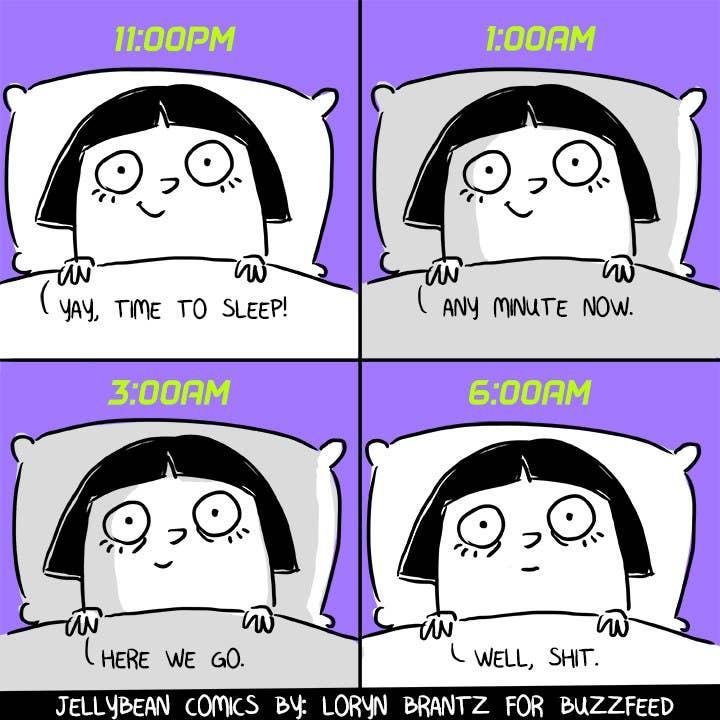 11:00PM
YAY, TIME TO SLEEP!
1:00AM
ANY MINUTE NOW.
3:00AM
HERE WE GO.
6:00AM
WELL, SHIT.
JELLYBEAN COMICS BY: LORYN BRANTZ FOR BUZZFEED